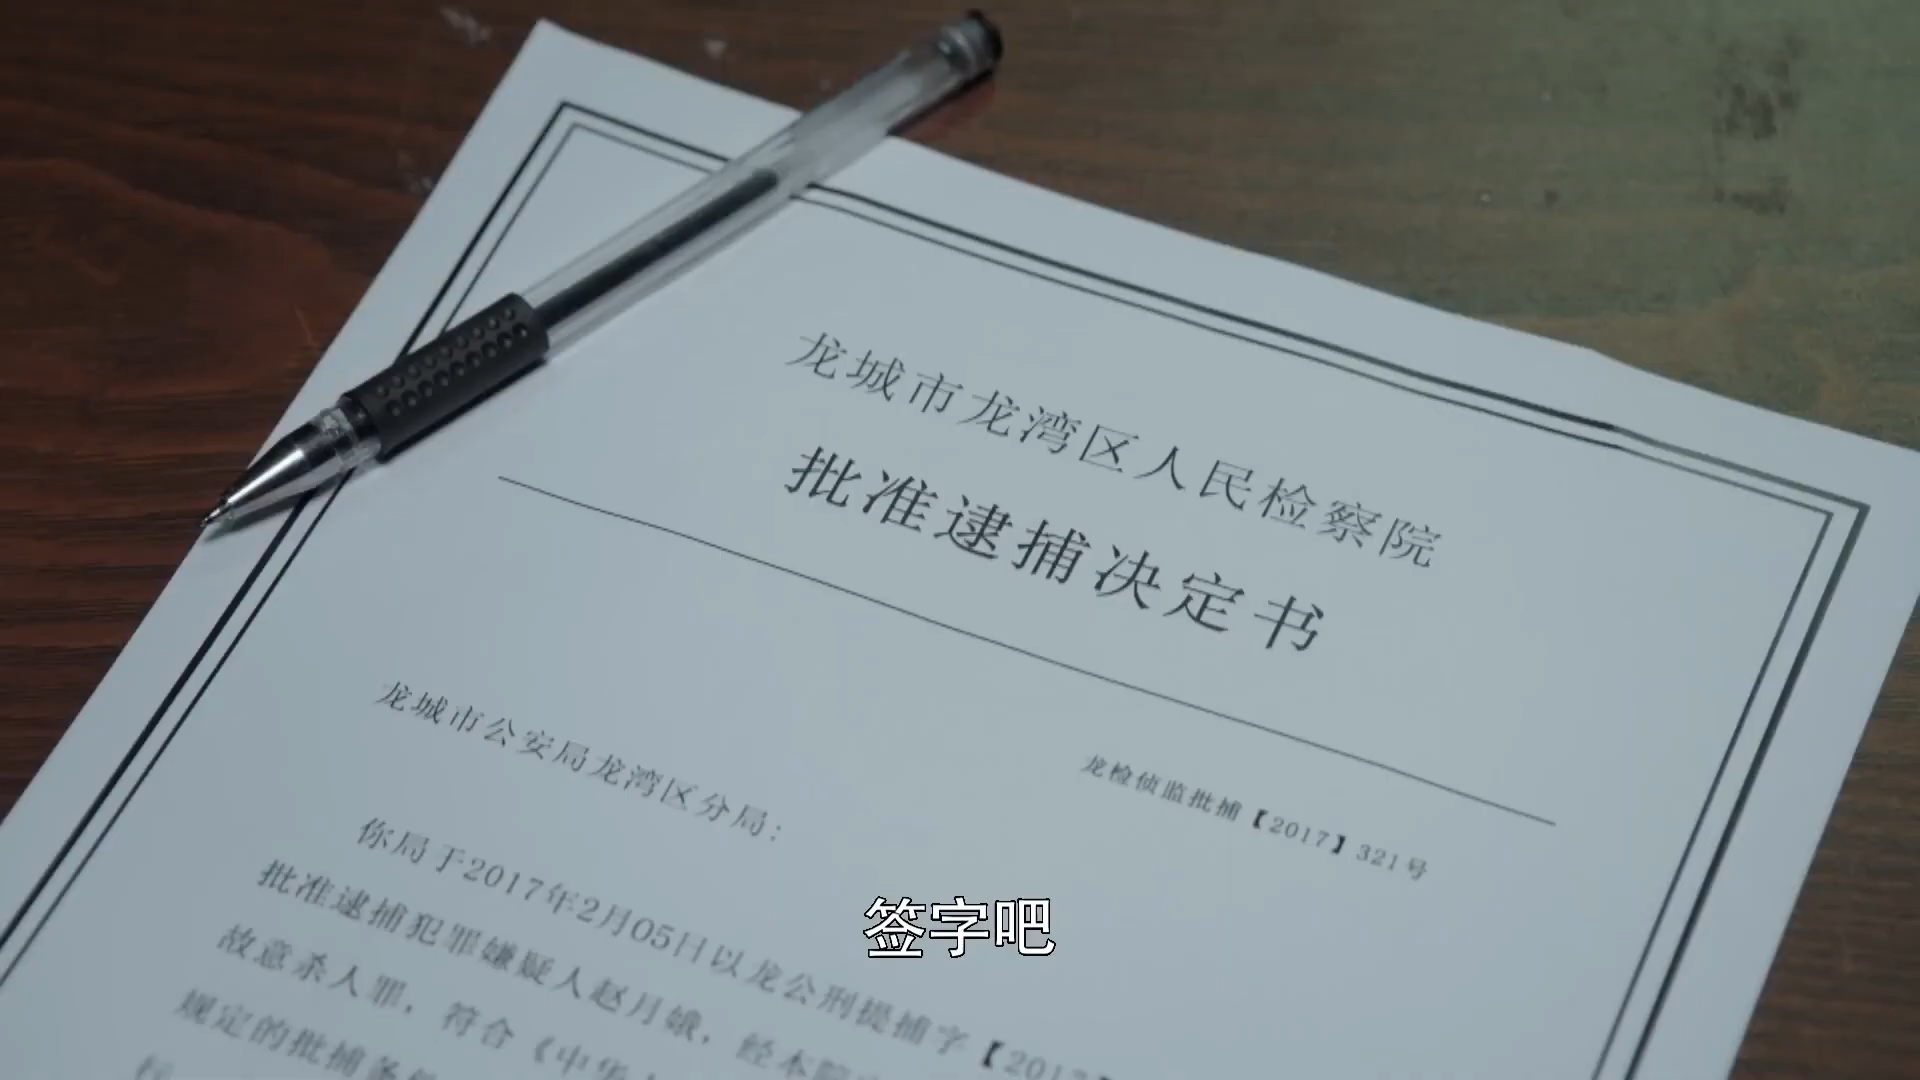 龙城市龙湾区人民检察院
批准逮捕决定书
龙检侦监批捕【2017】321号
龙城市公安局龙湾区分局：
你局于2017年2月05日以龙公刑提捕字【2017
批准逮捕犯罪嫌疑人赵月娥，经本院
故意杀人罪，符合《中华
规定的批捕条件
行
签字吧